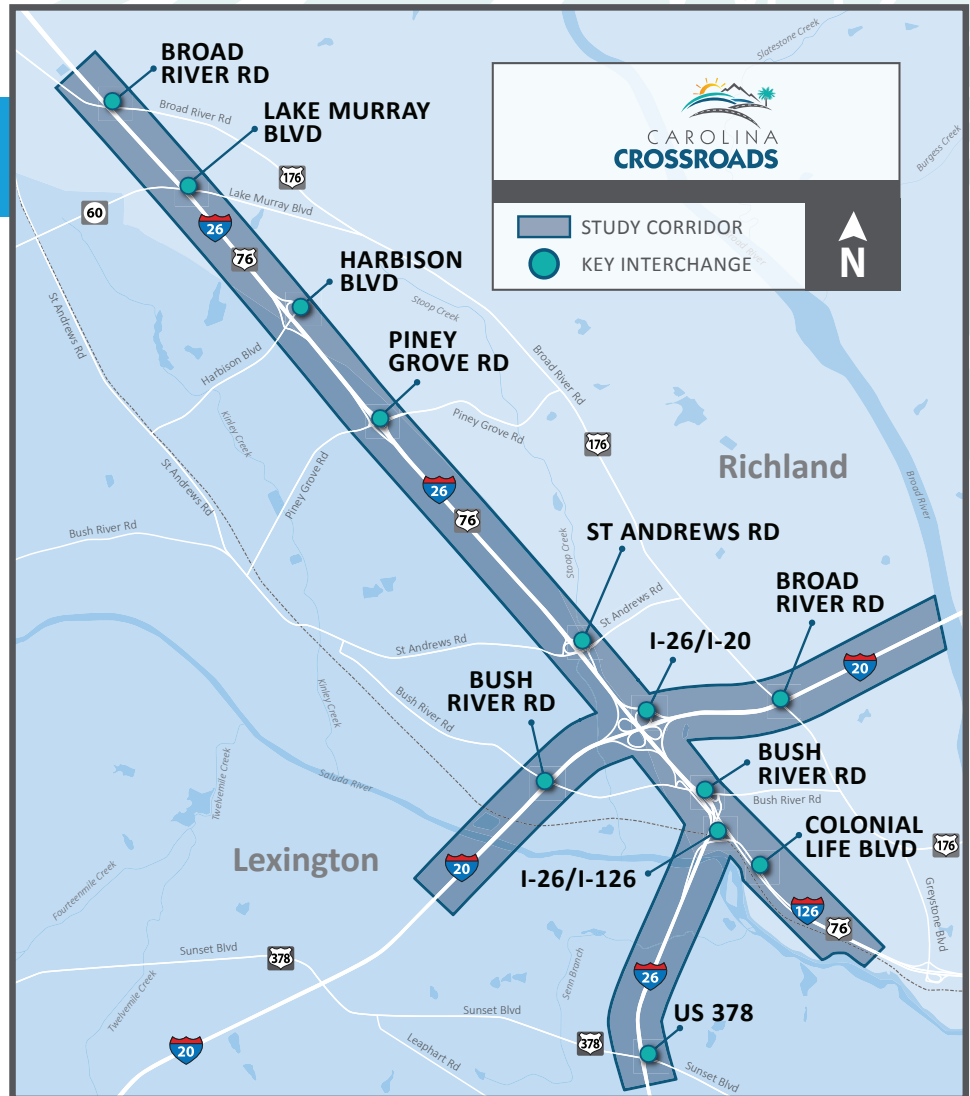 BROAD
RIVER RD
LAKE MURRAY
BLVD
HARBISON
BLVD
PINEY
GROVE RD
ST ANDREWS RD
I-26/I-20
BROAD
RIVER RD
BUSH
RIVER RD
BUSH
RIVER RD
COLONIAL
LIFE BLVD
I-26/I-126
US 378
CAROLINA
CROSSROADS
STUDY CORRIDOR
KEY INTERCHANGE
N
Richland
Lexington
Slatestone Creek
Burgess Creek
Broad River Rd
176
Lake Murray Blvd
60
26
76
St Andrews Rd
Harbison Blvd
Stoop Creek
Broad River Rd
Kinley Creek
Piney Grove Rd
176
St Andrews Rd
Piney Grove Rd
26
76
Broad River
Bush River Rd
Stoop Creek
St Andrews Rd
St Andrews Rd
20
Kinley Creek
Bush River Rd
Saluda River
Twelvemile Creek
Bush River Rd
176
20
Fourteenmile Creek
Greystone Blvd
126
76
Sunset Blvd
378
Senn Branch
26
Twelvemile Creek
Sunset Blvd
378
20
Leaphart Rd
Sunset Blvd